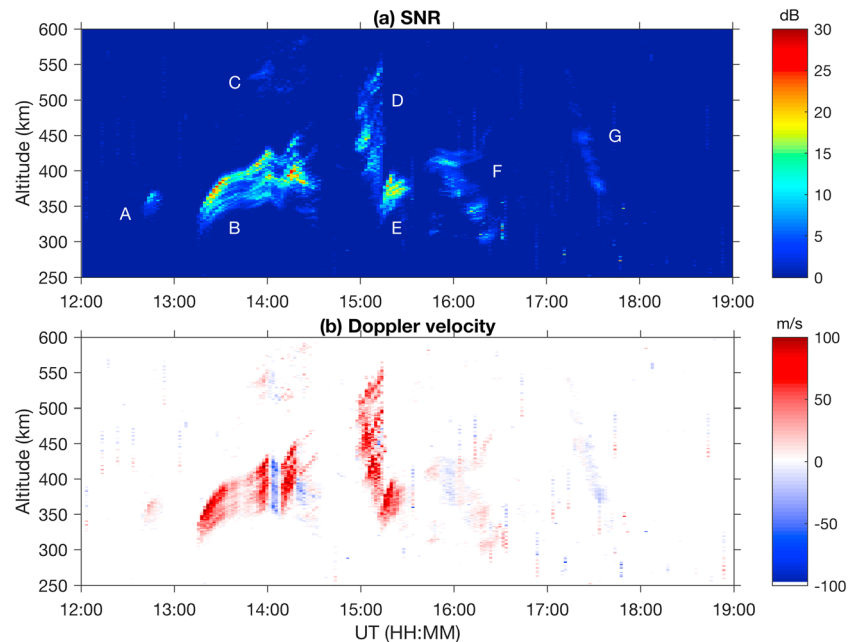 (a) SNR
dB
600
550
500
450
400
350
300
250
Altitude (km)
A
B
C
D
E
F
G
12:00 13:00 14:00 15:00 16:00 17:00 18:00 19:00
30
25
20
15
10
5
0
(b) Doppler velocity
m/s
600
550
500
450
400
350
300
250
Altitude (km)
12:00 13:00 14:00 15:00 16:00 17:00 18:00 19:00
UT (HH:MM)
100
50
0
-50
-100